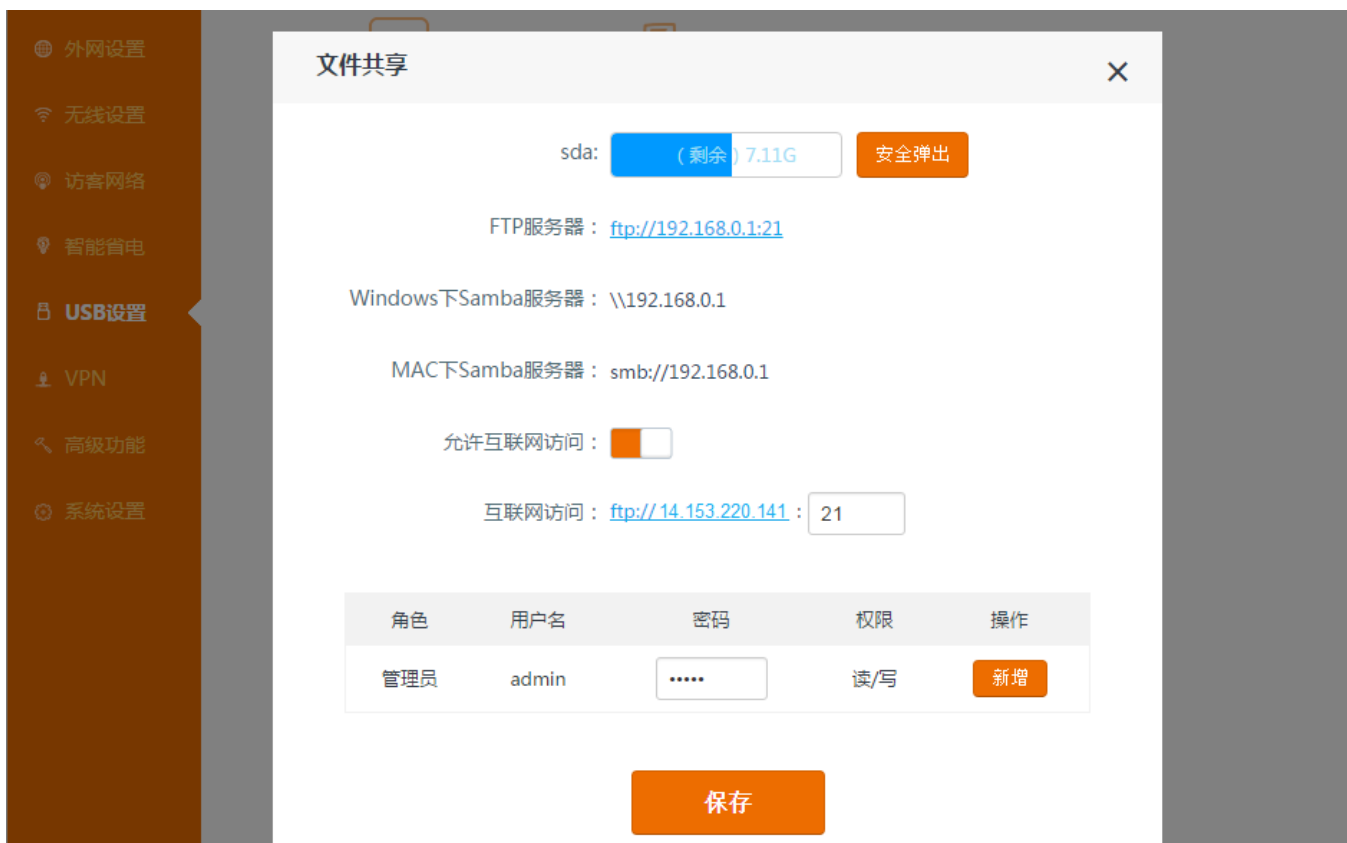 外网设置
无线设置
访客网络
智能省电
USB设置
VPN
高级功能
系统设置
文件共享
sda: (剩余) 7.11G 安全弹出
FTP服务器： ftp://192.168.0.1:21
Windows下Samba服务器： \\192.168.0.1
MAC下Samba服务器： smb://192.168.0.1
允许互联网访问：
互联网访问： ftp://14.153.220.141 : 21
角色 用户名 密码 权限 操作
管理员 admin ••••• 读/写 新增
保存